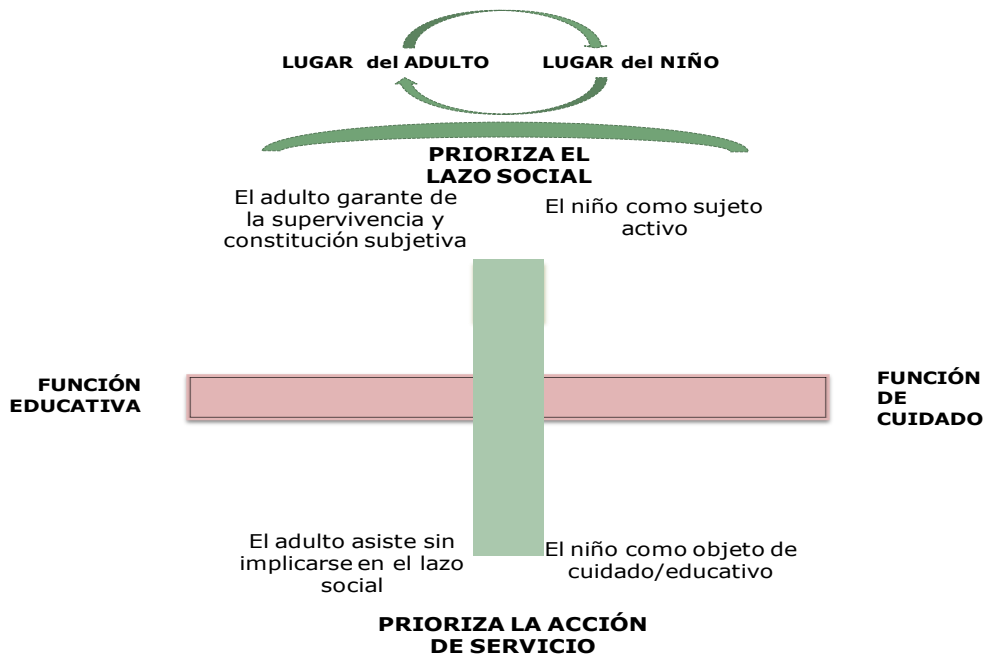 LUGAR del ADULTO
LUGAR del NIÑO
PRIORIZA EL
LAZO SOCIAL
El adulto garante de
la supervivencia y
constitución subjetiva
El niño como sujeto
activo
FUNCIÓN
EDUCATIVA
FUNCIÓN
DE
CUIDADO
El adulto asiste sin
implicarse en el lazo
social
El niño como objeto de
cuidado/educativo
PRIORIZA LA ACCIÓN
DE SERVICIO